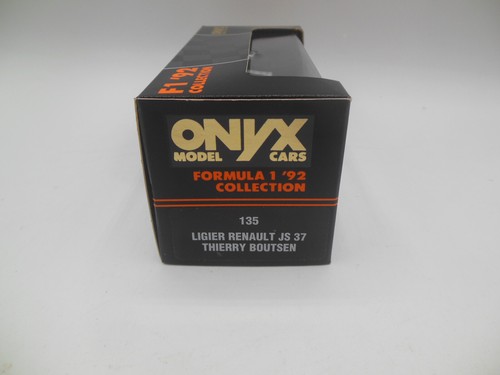 F1 '92
COLLECTION
ONYX
MODEL CARS
FORMULA 1 '92
COLLECTION
135
LIGIER RENAULT JS 37
THIERRY BOUTSEN